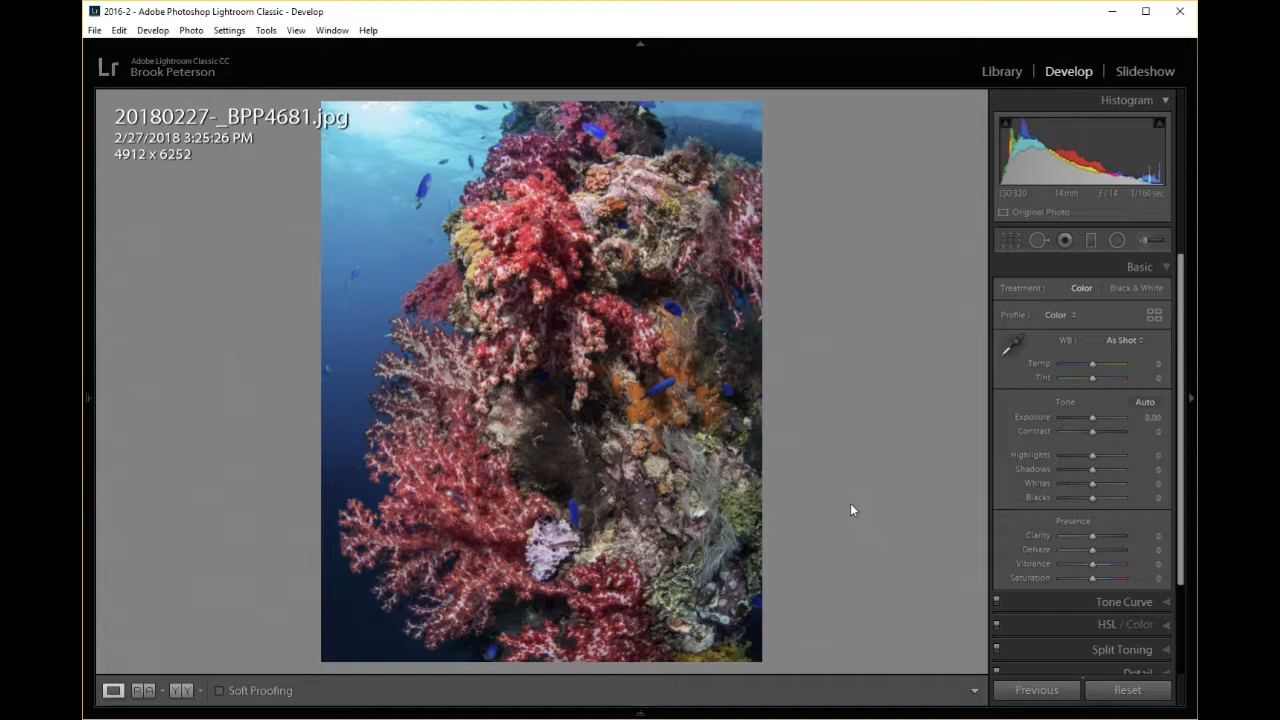 2016-2 - Adobe Photoshop Lightroom Classic - Develop
File Edit Develop Photo Settings Tools View Window Help
Lr
Adobe Lightroom Classic CC
Brook Peterson
Library | Develop | Slideshow
20180227-_BPP4681.jpg
2/27/2018 3:25:26 PM
4912 x 6252
Histogram
ISO 320 14 mm ƒ / 14 1/160 sec
Original Photo
Basic
Treatment : Color Black & White
Profile : Color
WB : As Shot
Temp 0
Tint 0
Tone Auto
Exposure 0.00
Contrast 0
Highlights 0
Shadows 0
Whites 0
Blacks 0
Presence
Clarity 0
Dehaze 0
Vibrance 0
Saturation 0
Tone Curve
HSL / Color
Split Toning
Detail
R A Y Y Soft Proofing
Previous Reset